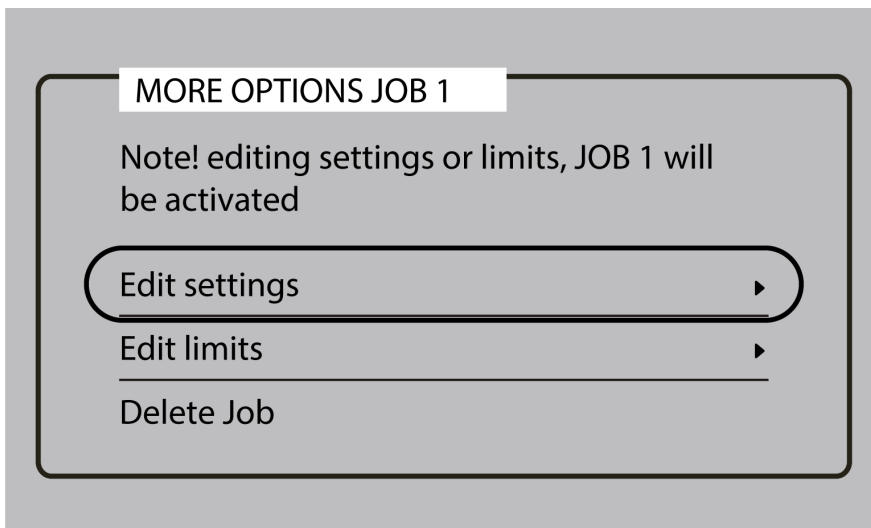 MORE OPTIONS JOB 1
Note! editing settings or limits, JOB 1 will
be activated
Edit settings
Edit limits
Delete Job